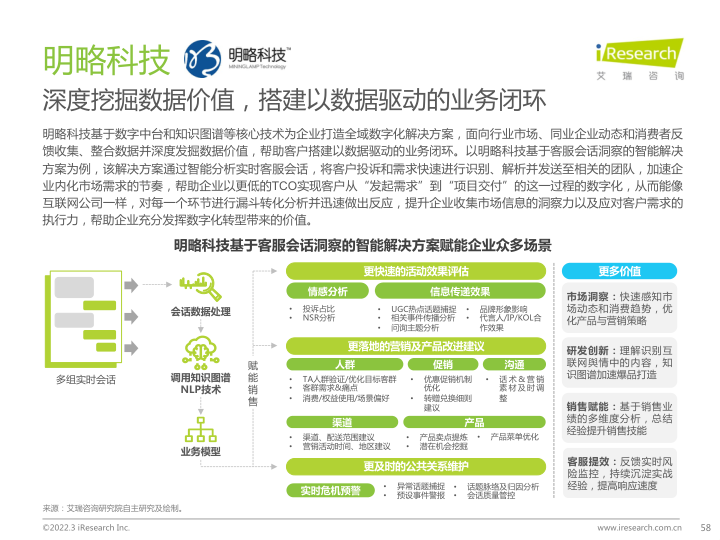 明略科技
明略科技™
MININGLAMP Technology
iResearch
艾 瑞 咨 询
深度挖掘数据价值，搭建以数据驱动的业务闭环
明略科技基于数字中台和知识图谱等核心技术为企业打造全域数字化解决方案，面向行业市场、同业企业动态和消费者反
馈收集、整合数据并深度发掘数据价值，帮助客户搭建以数据驱动的业务闭环。以明略科技基于客服会话洞察的智能解决
方案为例，该解决方案通过智能分析实时客服会话，将客户投诉和需求快速进行识别、解析并发送至相关的团队，加速企
业内化市场需求的节奏，帮助企业以更低的TCO实现客户从“发起需求”到“项目交付”的这一过程的数字化，从而能像
互联网公司一样，对每一个环节进行漏斗转化分析并迅速做出反应，提升企业收集市场信息的洞察力以及应对客户需求的
执行力，帮助企业充分发挥数字化转型带来的价值。
明略科技基于客服会话洞察的智能解决方案赋能企业众多场景
多组实时会话
会话数据处理
调用知识图谱
NLP技术
业务模型
赋
能
销
售
更快速的活动效果评估
情感分析
• 投诉占比
• NSR分析
信息传递效果
• UGC热点话题捕捉
• 相关事件传播分析
• 问询主题分析
• 品牌形象影响
• 代言人/IP/KOL合
作效果
更落地的营销及产品改进建议
人群
• TA人群验证/优化目标客群
• 客群需求&痛点
• 消费/权益使用/场景偏好
促销
• 优惠促销机制
优化
• 转赠兑换细则
建议
沟通
• 话术&营销
素材及时调
整
渠道
• 渠道、配送范围建议
• 营销活动时间、地区建议
产品
• 产品卖点提炼
• 潜在机会挖掘
• 产品菜单优化
更及时的公共关系维护
实时危机预警
• 异常话题捕捉
• 预设事件警报
• 话题脉络及归因分析
• 会话质量管控
更多价值
市场洞察：快速感知市
场动态和消费趋势，优
化产品与营销策略
研发创新：理解识别互
联网舆情中的内容，知
识图谱加速爆品打造
销售赋能：基于销售业
绩的多维度分析，总结
经验提升销售技能
客服提效：反馈实时风
险监控，持续沉淀实战
经验，提高响应速度
来源：艾瑞咨询研究院自主研究及绘制。
©2022.3 iResearch Inc.
www.iresearch.com.cn
58